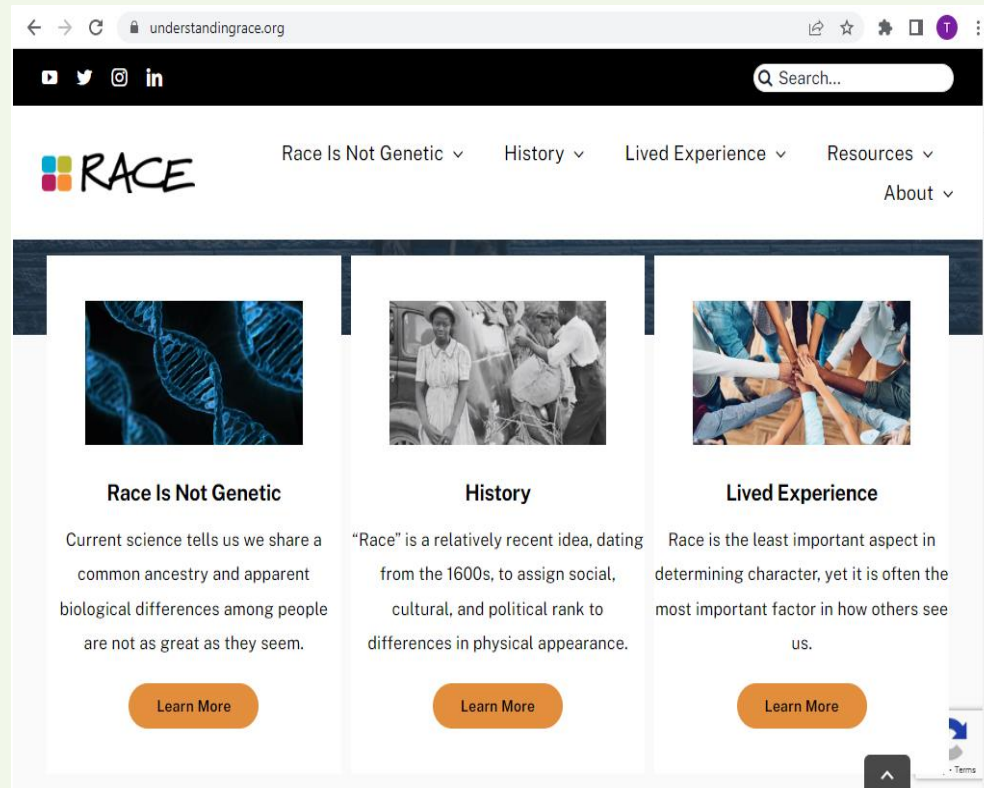 understandingrace.org
T
in
Search...
RACE
Race Is Not Genetic
History
Lived Experience
Resources
About
Race Is Not Genetic
Current science tells us we share a
common ancestry and apparent
biological differences among people
are not as great as they seem.
Learn More
History
“Race” is a relatively recent idea, dating
from the 1600s, to assign social,
cultural, and political rank to
differences in physical appearance.
Learn More
Lived Experience
Race is the least important aspect in
determining character, yet it is often the
most important factor in how others see
us.
Learn More
- Terms